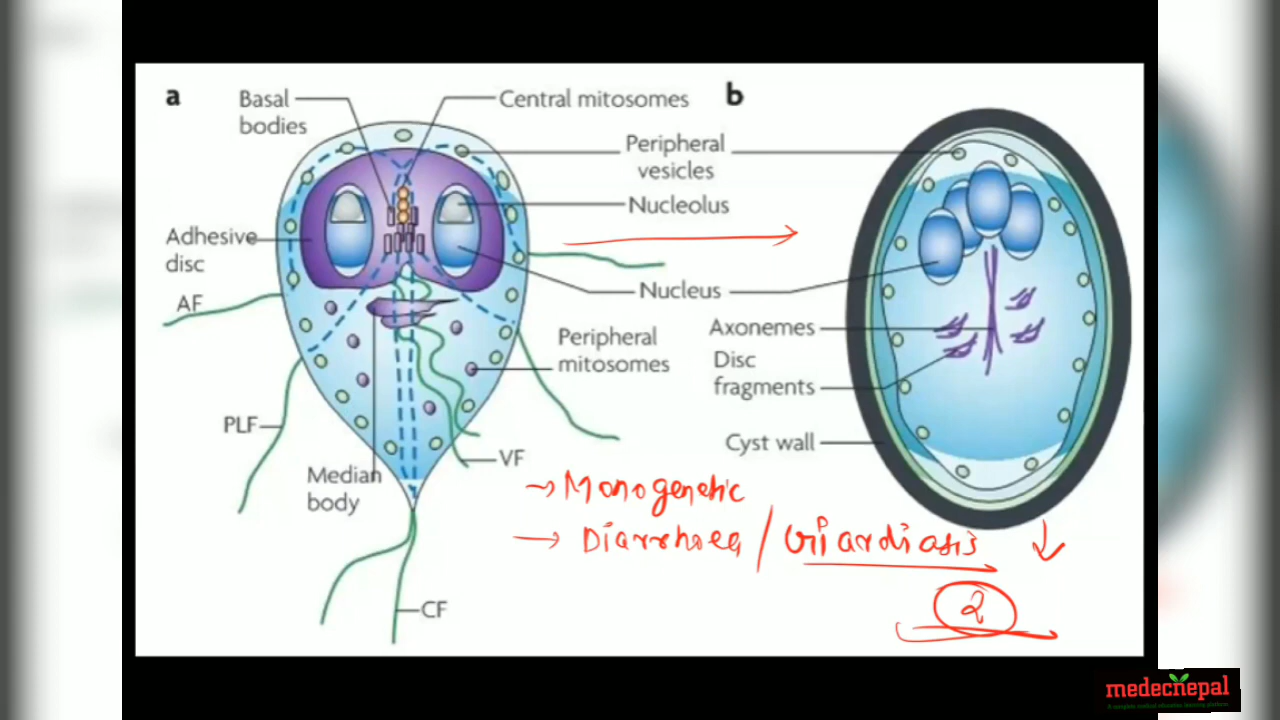 a
Basal
bodies
Central mitosomes
b
Peripheral
vesicles
Nucleolus
Adhesive
disc
AF
Nucleus
Peripheral
mitosomes
Axonemes
Disc
fragments
PLF
Cyst wall
VF
Median
body
→ Monogenetic
→ Diarrhoea / Giardiasis
2
CF
medecnepal